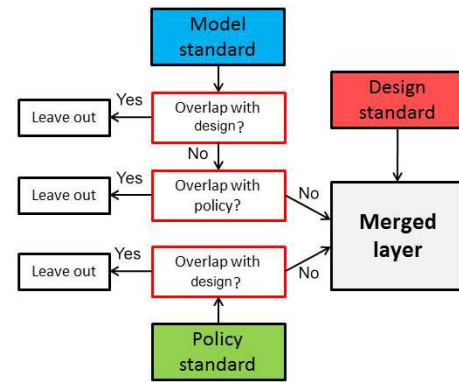 Model
standard
Design
standard
Yes
Leave out
Overlap with
design?
No
Yes
Leave out
Overlap with
policy?
No
Merged
layer
Yes
Leave out
Overlap with
design?
No
Policy
standard